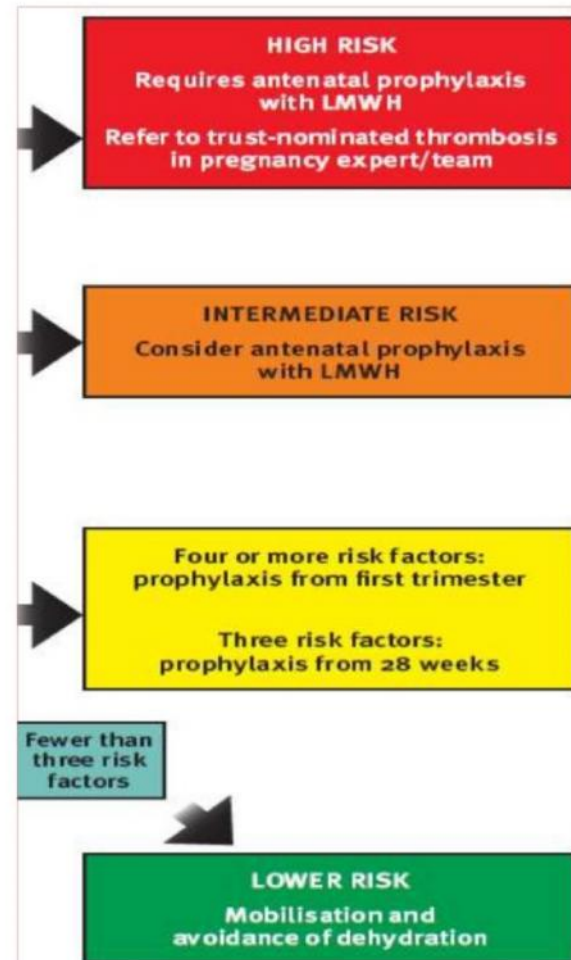 HIGH RISK
Requires antenatal prophylaxis
with LMWH
Refer to trust-nominated thrombosis
in pregnancy expert/team
INTERMEDIATE RISK
Consider antenatal prophylaxis
with LMWH
Four or more risk factors:
prophylaxis from first trimester
Three risk factors:
prophylaxis from 28 weeks
Fewer than
three risk
factors
LOWER RISK
Mobilisation and
avoidance of dehydration